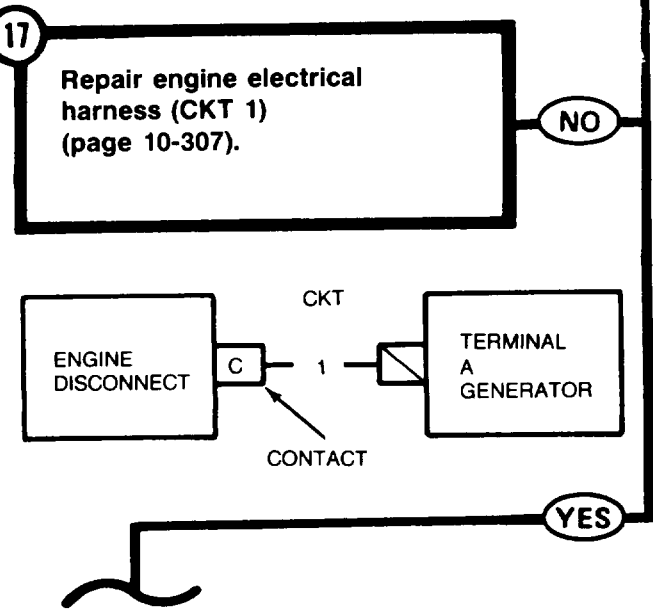 17
Repair engine electrical
harness (CKT 1)
(page 10-307).
NO
CKT
ENGINE
DISCONNECT
C
1
TERMINAL
A
GENERATOR
CONTACT
YES